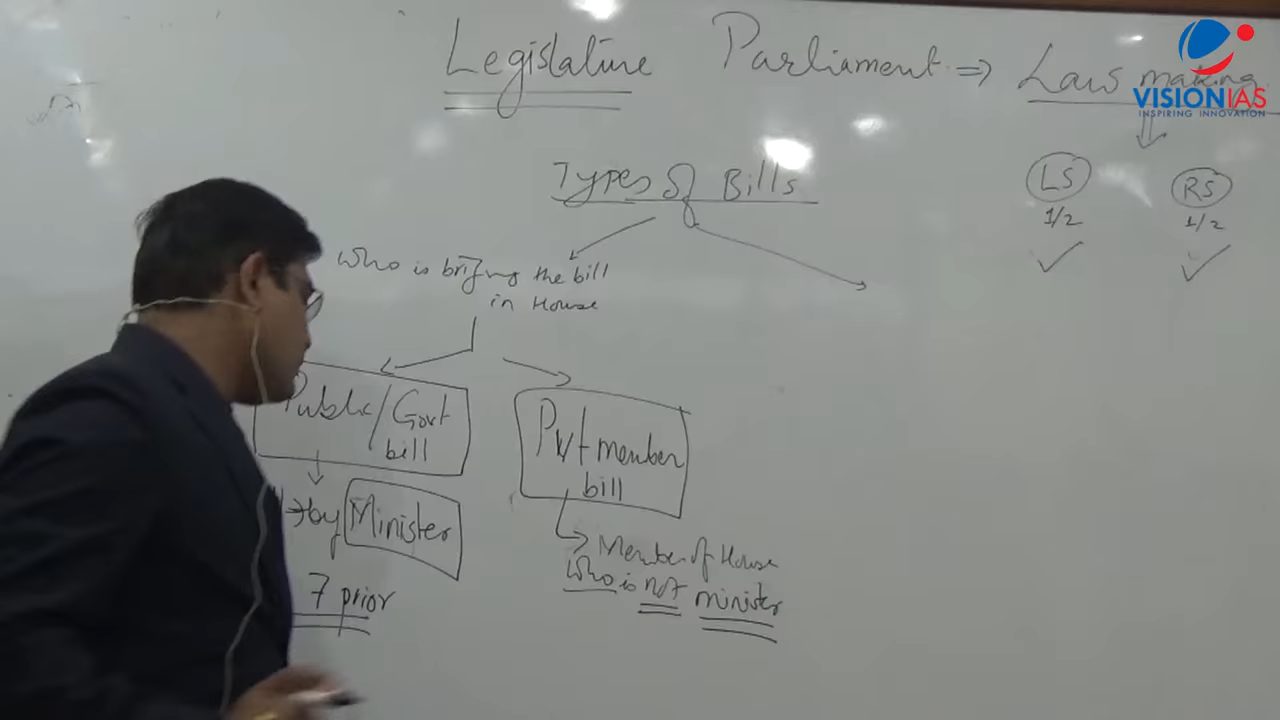 Legislature Parliament ⇒ Law making
VISIONIAS
INSPIRING INNOVATION
Types of Bills
LS RS
1/2 1/2
Who is bringing the bill
in House
Public/Govt
bill
Pvt member
bill
by Minister
7 prior
Member of House
who is not minister